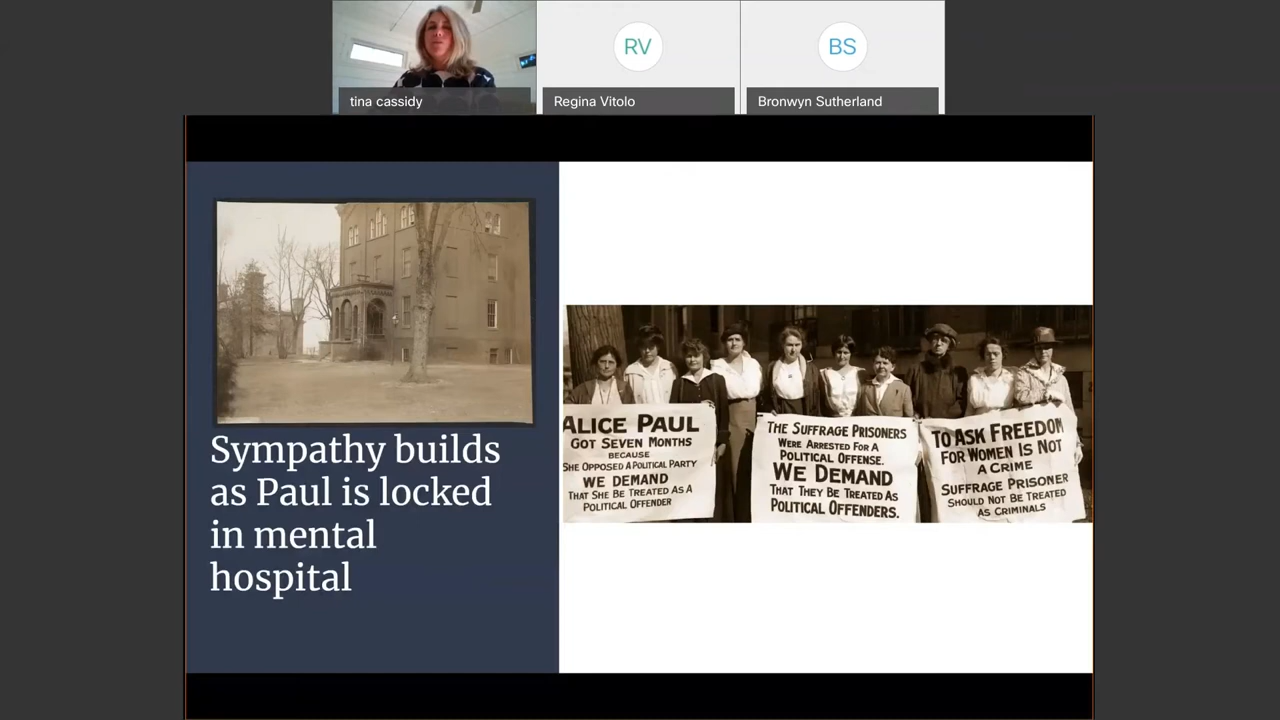 RV
BS
tina cassidy
Regina Vitolo
Bronwyn Sutherland
Sympathy builds
as Paul is locked
in mental
hospital
ALICE PAUL
GOT SEVEN MONTHS
BECAUSE
SHE OPPOSED A POLITICAL PARTY
WE DEMAND
THAT SHE BE TREATED AS A
POLITICAL OFFENDER
THE SUFFRAGE PRISONERS
WERE ARRESTED FOR A
POLITICAL OFFENSE.
WE DEMAND
THAT THEY BE TREATED AS
POLITICAL OFFENDERS.
TO ASK FREEDOM
FOR WOMEN IS NOT
A CRIME
SUFFRAGE PRISONER
SHOULD NOT BE TREATED
AS CRIMINALS